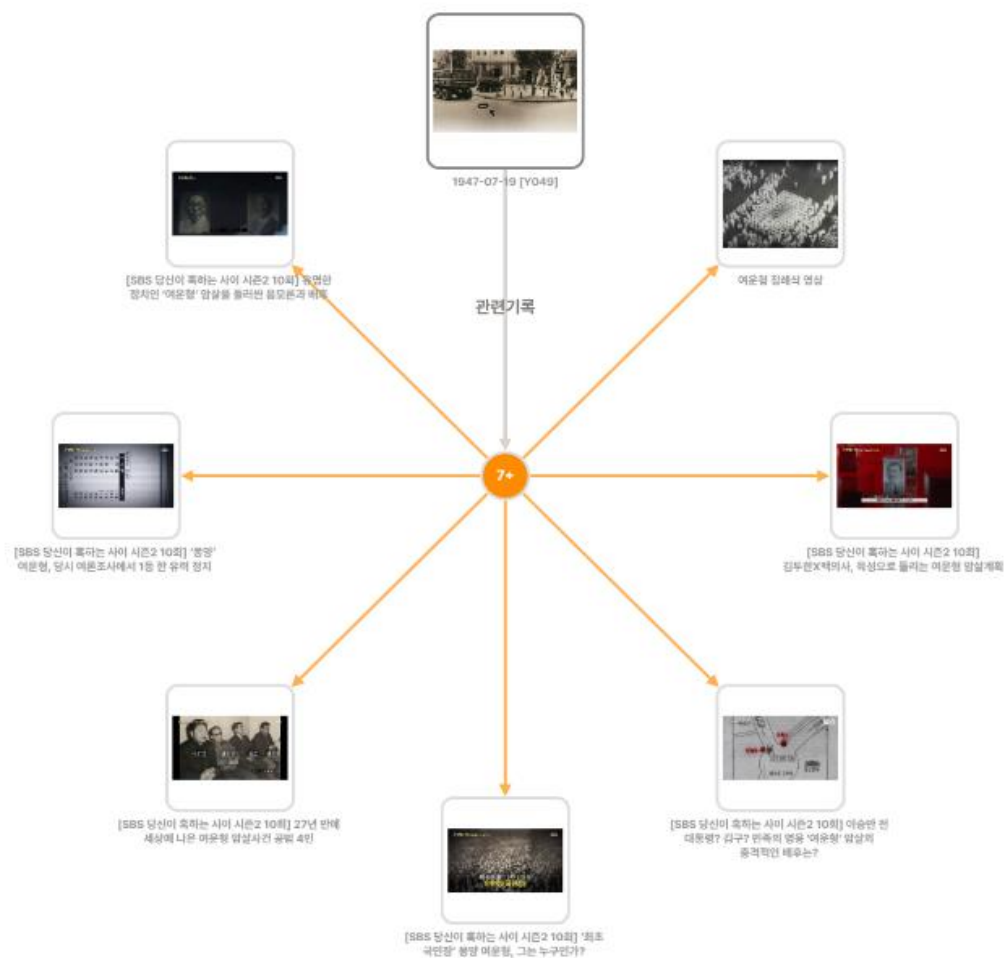 1947-07-19 [Y049]
[SBS 당신이 혹하는 사이 시즌2 10회] 유명한
정치인 '여운형' 암살을 둘러싼 음모론과 배후
여운형 장례식 영상
관련기록
7+
[SBS 당신이 혹하는 사이 시즌2 10회] '몽양'
여운형, 당시 여론조사에서 1등 한 유력 정치
[SBS 당신이 혹하는 사이 시즌2 10회]
김두한X백의사, 육성으로 들리는 여운형 암살계획
[SBS 당신이 혹하는 사이 시즌2 10회] 27년 만에
세상에 나온 여운형 암살사건 공범 4인
[SBS 당신이 혹하는 사이 시즌2 10회] 이승만 전
대통령? 김구? 민족의 영웅 '여운형' 암살의
충격적인 배후는?
[SBS 당신이 혹하는 사이 시즌2 10회] '최초
국민장' 몽양 여운형, 그는 누구인가?